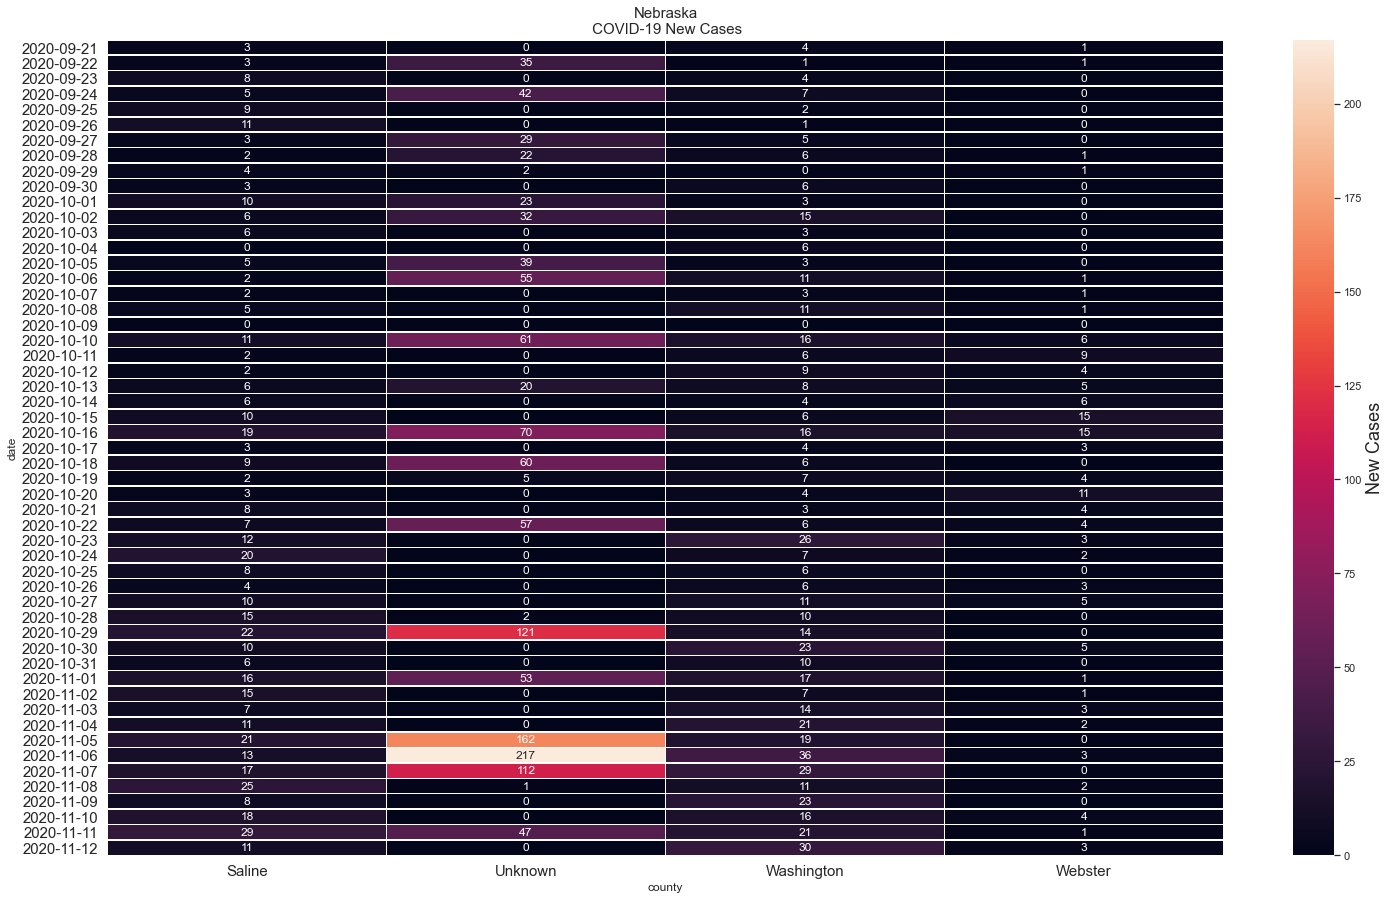 Nebraska
COVID-19 New Cases
2020-09-21 3 0 4 1
2020-09-22 3 35 1 1
2020-09-23 8 0 4 0
2020-09-24 5 42 7 0
2020-09-25 9 0 2 0
2020-09-26 11 0 1 0
2020-09-27 3 29 5 0
2020-09-28 2 22 6 1
2020-09-29 4 2 0 1
2020-09-30 3 0 6 0
2020-10-01 10 23 3 0
2020-10-02 6 32 15 0
2020-10-03 6 0 3 0
2020-10-04 0 0 6 0
2020-10-05 5 39 3 0
2020-10-06 2 55 11 1
2020-10-07 2 0 3 1
2020-10-08 5 0 11 1
2020-10-09 0 0 0 0
2020-10-10 11 61 16 6
2020-10-11 2 0 6 9
2020-10-12 2 0 9 4
2020-10-13 6 20 8 5
2020-10-14 6 0 4 6
2020-10-15 10 0 6 15
2020-10-16 19 70 16 15
2020-10-17 3 0 4 3
2020-10-18 9 60 6 0
2020-10-19 2 5 7 4
2020-10-20 3 0 4 11
2020-10-21 8 0 3 4
2020-10-22 7 57 6 4
2020-10-23 12 0 26 3
2020-10-24 20 0 7 2
2020-10-25 8 0 6 0
2020-10-26 4 0 6 3
2020-10-27 10 0 11 5
2020-10-28 15 2 10 0
2020-10-29 22 121 14 0
2020-10-30 10 0 23 5
2020-10-31 6 0 10 0
2020-11-01 16 53 17 1
2020-11-02 15 0 7 1
2020-11-03 7 0 14 3
2020-11-04 11 0 21 2
2020-11-05 21 162 19 0
2020-11-06 13 217 36 3
2020-11-07 17 112 29 0
2020-11-08 25 1 11 2
2020-11-09 8 0 23 0
2020-11-10 18 0 16 4
2020-11-11 29 47 21 1
2020-11-12 11 0 30 3
date
Saline Unknown Washington Webster
county
200
175
150
125
100
75
50
25
0
New Cases